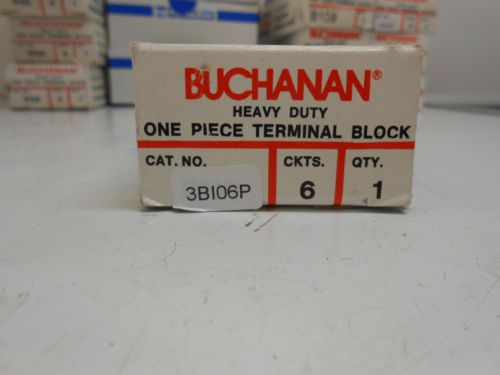 BUCHANAN®
HEAVY DUTY
ONE PIECE TERMINAL BLOCK
CAT. NO. CKTS. QTY.
3BI06P 6 1